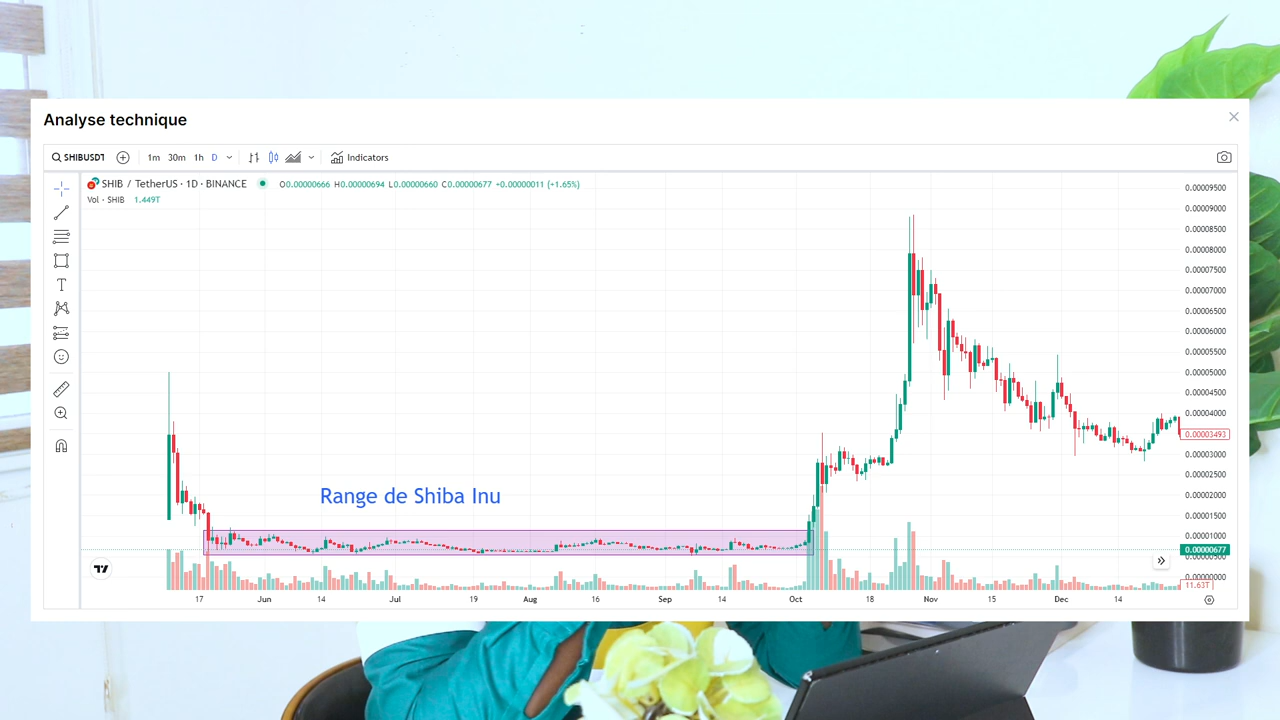 Analyse technique
SHIBUSDT 1m 30m 1h D Indicators
SHIB / TetherUS · 1D · BINANCE O0.00000666 H0.00000694 L0.00000660 C0.00000677 +0.00000011 (+1.65%)
Vol · SHIB 1.449T
0.00009500
0.00009000
0.00008500
0.00008000
0.00007500
0.00007000
0.00006500
0.00006000
0.00005500
0.00005000
0.00004500
0.00004000
0.00003493
0.00003000
0.00002500
0.00002000
0.00001500
0.00001000
0.00000677
0.00000000
11.63T
Range de Shiba Inu
17 Jun 14 Jul 19 Aug 16 Sep 14 Oct 18 Nov 15 Dec 14